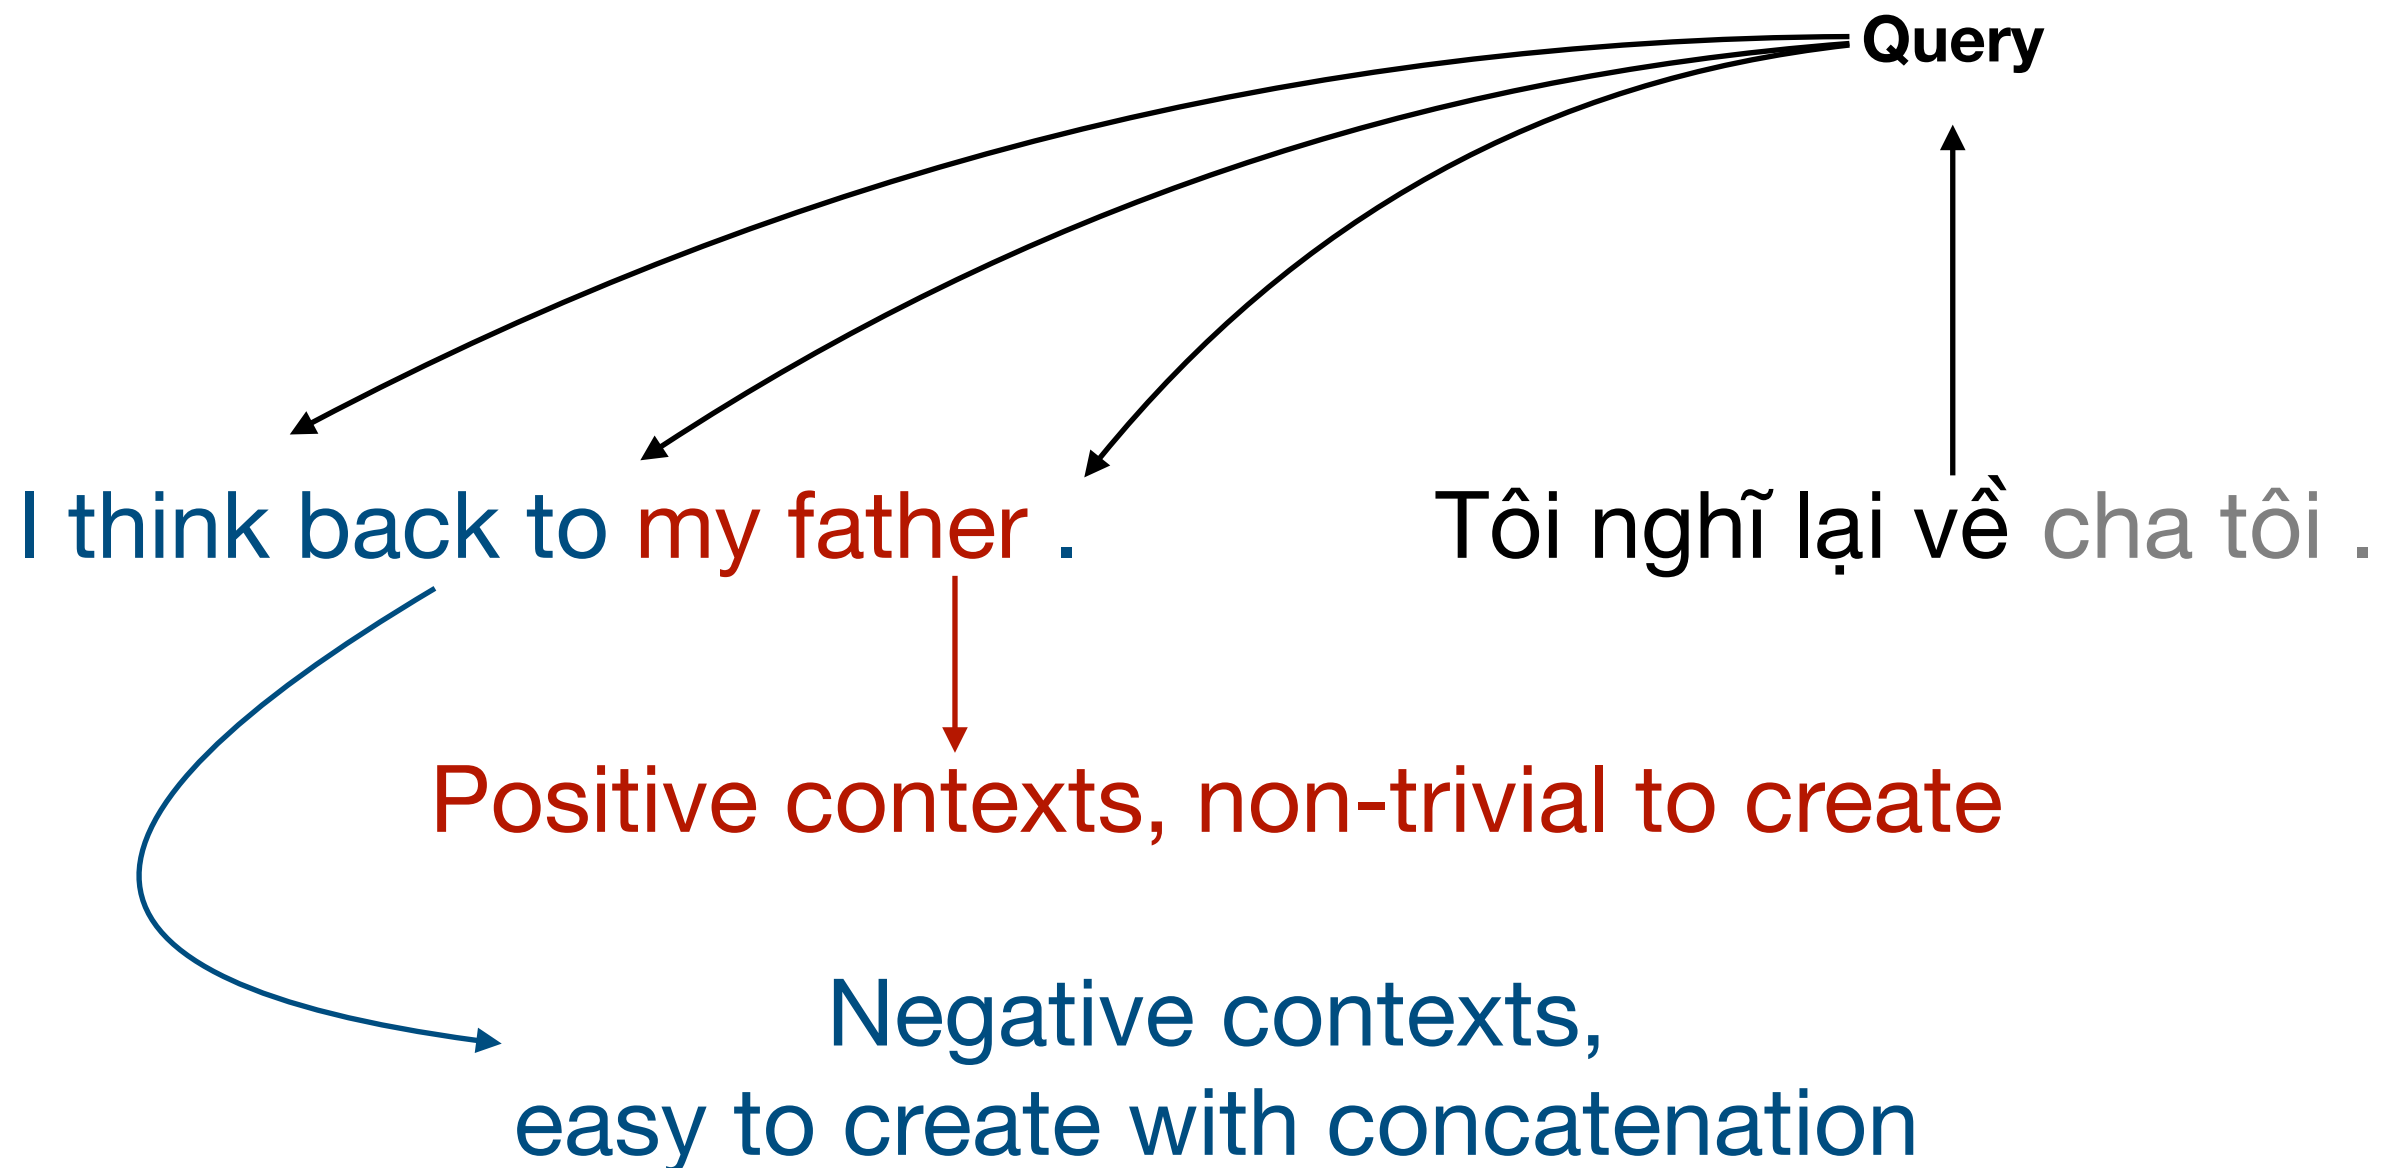 Query
I think back to my father .
Tôi nghĩ lại về cha tôi .
Positive contexts, non-trivial to create
Negative contexts,
easy to create with concatenation